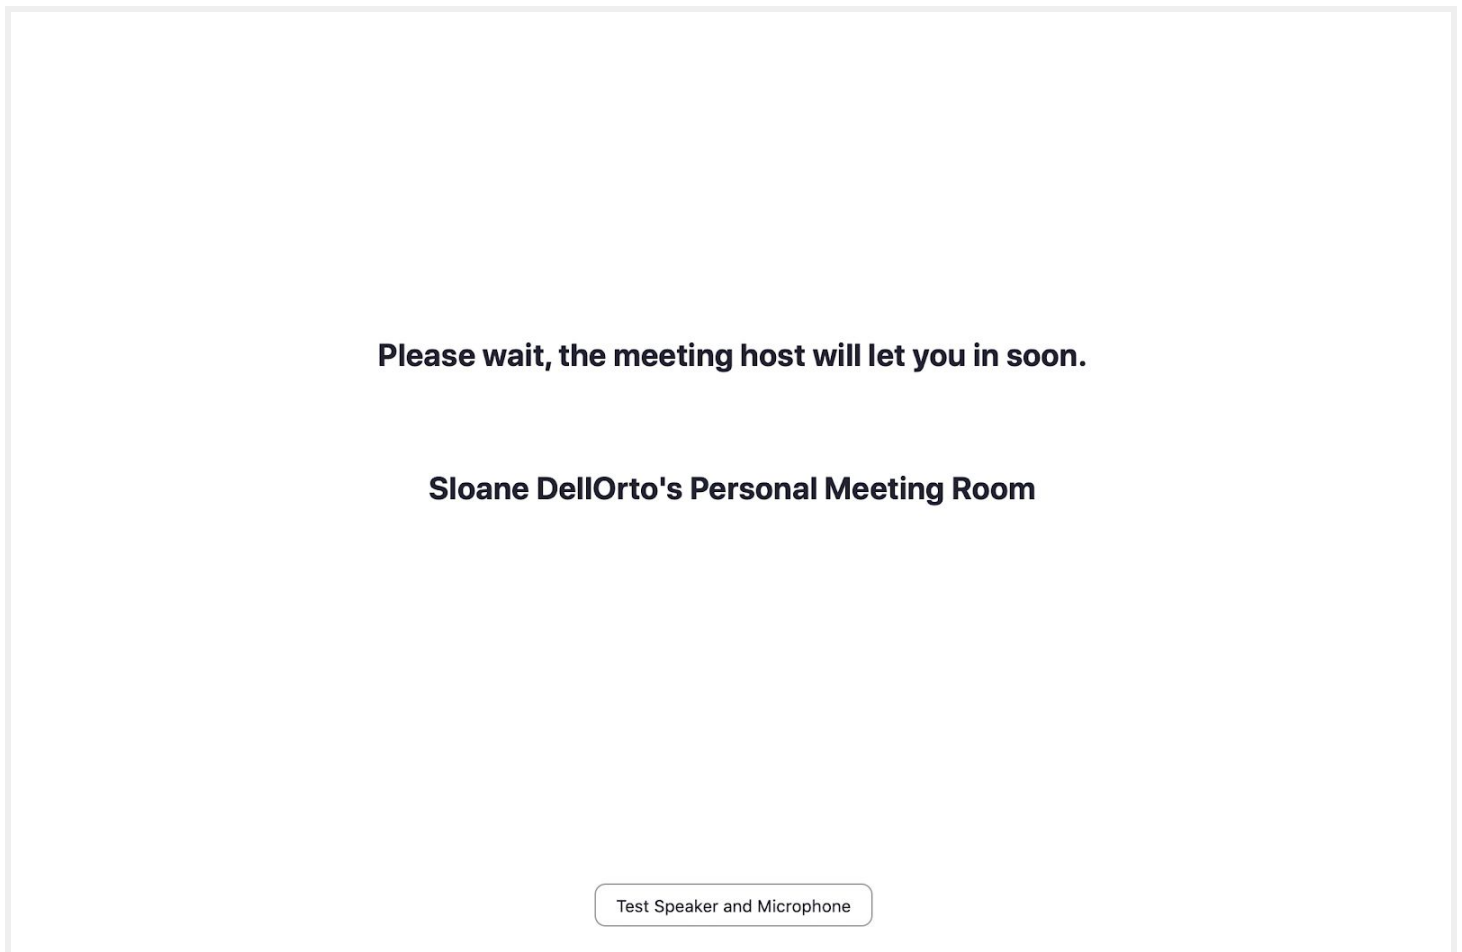 Please wait, the meeting host will let you in soon.
Sloane DellOrto's Personal Meeting Room
Test Speaker and Microphone